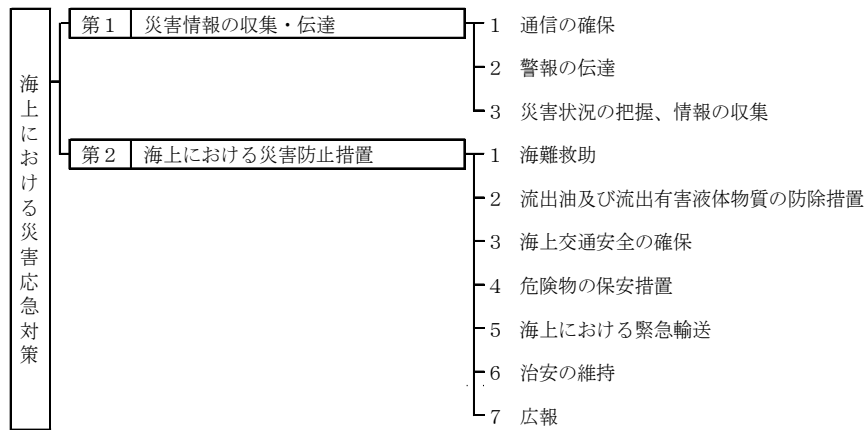 海上における災害応急対策
第１ 災害情報の収集・伝達
１ 通信の確保
２ 警報の伝達
３ 災害状況の把握、情報の収集
第２ 海上における災害防止措置
１ 海難救助
２ 流出油及び流出有害液体物質の防除措置
３ 海上交通安全の確保
４ 危険物の保安措置
５ 海上における緊急輸送
６ 治安の維持
７ 広報